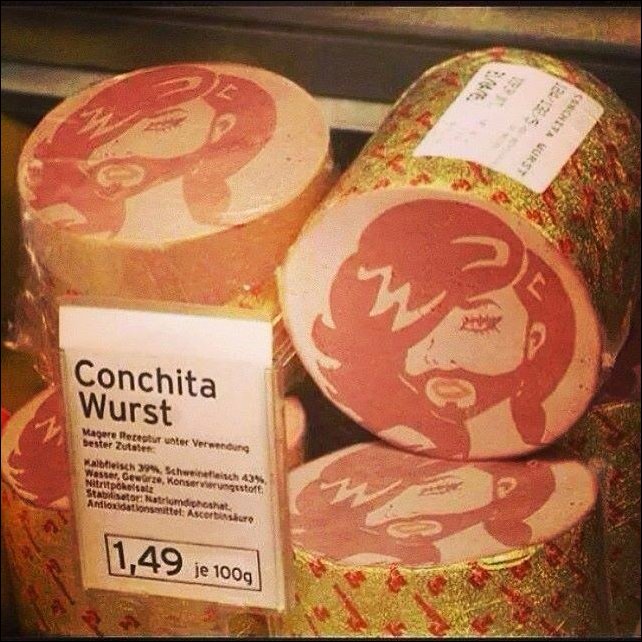 Conchita
Wurst
Magere Rezeptur unter Verwendung
bester Zutaten:
Kalbfleisch 39%, Schweinefleisch 43%,
Wasser, Gewürze, Konservierungsstoff:
Nitritpökelsalz
Stabilisator: Natriumdiphoshat,
Antioxidationsmittel: Ascorbinsäure
1,49 je 100g
CONCHITA WURST